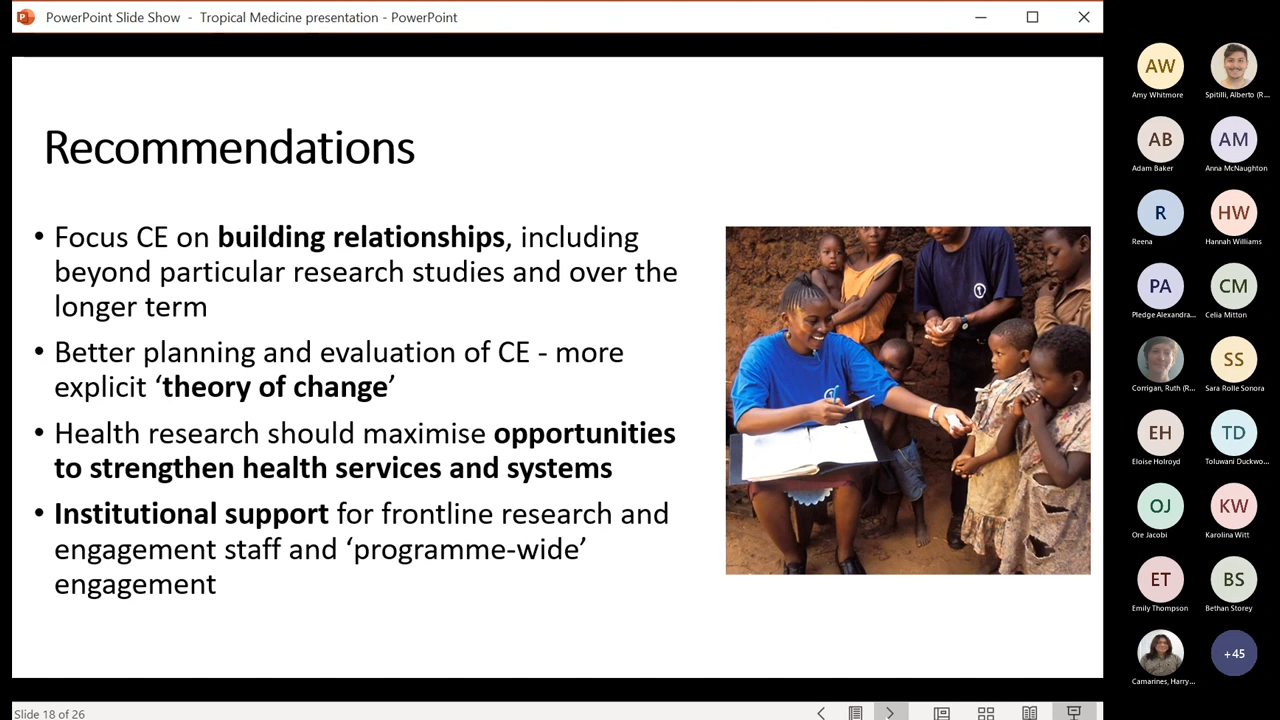 PowerPoint Slide Show - Tropical Medicine presentation - PowerPoint
Recommendations
• Focus CE on building relationships, including
beyond particular research studies and over the
longer term
• Better planning and evaluation of CE - more
explicit ‘theory of change’
• Health research should maximise opportunities
to strengthen health services and systems
• Institutional support for frontline research and
engagement staff and ‘programme-wide’
engagement
Slide 18 of 26
AW
Amy Whitmore
Spitilli, Alberto (R...
AB
Adam Baker
AM
Anna McNaughton
R
Reena
HW
Hannah Williams
PA
Pledge Alexandra...
CM
Celia Mitton
Corrigan, Ruth (R...
SS
Sara Rolle Sonora
EH
Eloise Holroyd
TD
Toluwani Duckwo...
OJ
Ore Jacobi
KW
Karolina Witt
ET
Emily Thompson
BS
Bethan Storey
Camarines, Harry...
+45